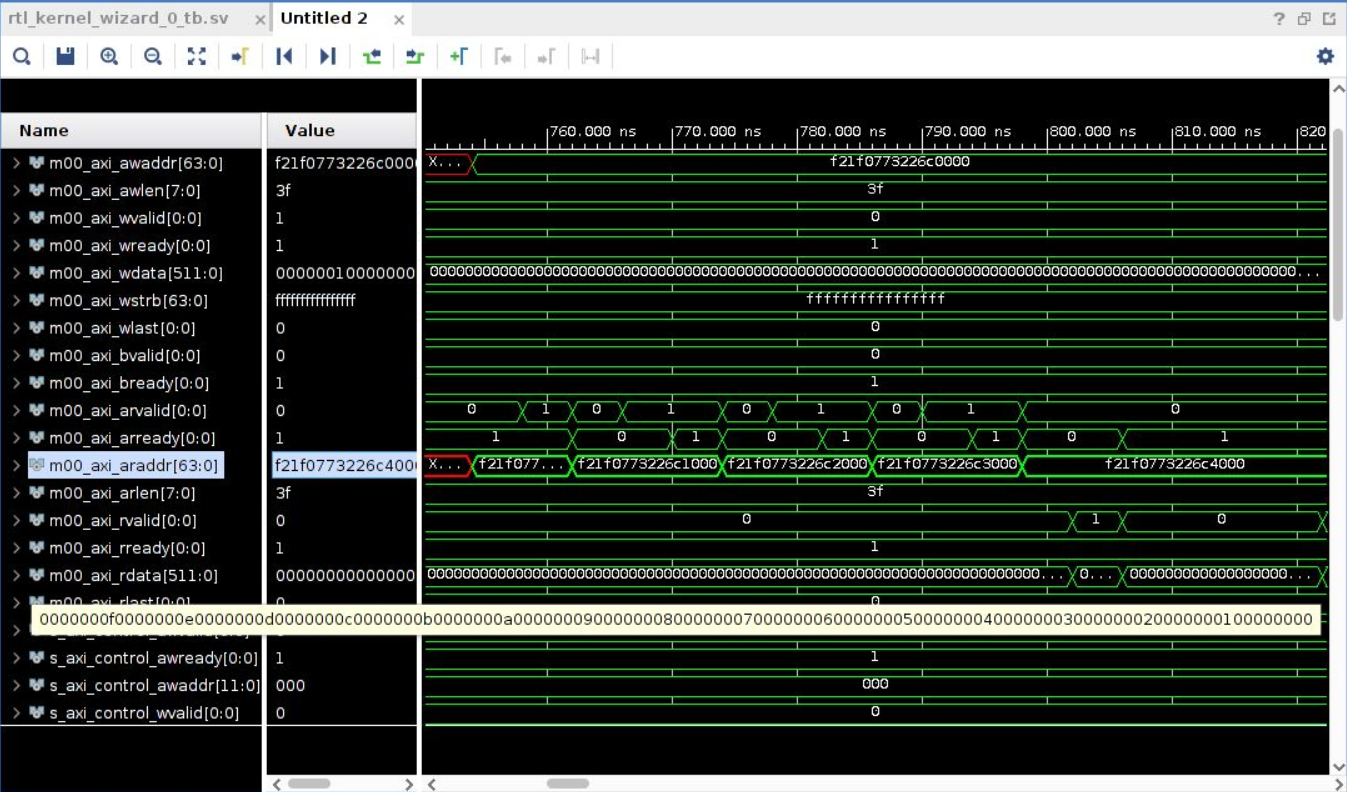 rtl_kernel_wizard_0_tb.sv × Untitled 2 ×
?
Name Value 760.000 ns 770.000 ns 780.000 ns 790.000 ns 800.000 ns 810.000 ns 820
m00_axi_awaddr[63:0] f21f0773226c000 X... f21f0773226c0000
m00_axi_awlen[7:0] 3f 3f
m00_axi_wvalid[0:0] 1 0
m00_axi_wready[0:0] 1 1
m00_axi_wdata[511:0] 00000010000000
m00_axi_wstrb[63:0] ffffffffffffffff ffffffffffffffff
m00_axi_wlast[0:0] 0 0
m00_axi_bvalid[0:0] 0 0
m00_axi_bready[0:0] 1 1
m00_axi_arvalid[0:0] 0 0 1 0 1 0 1 0 1 0
m00_axi_arready[0:0] 1 1 0 1 0 1 0 1 0 1
m00_axi_araddr[63:0] f21f0773226c400 X... f21f077... f21f0773226c1000 f21f0773226c2000 f21f0773226c3000 f21f0773226c4000
m00_axi_arlen[7:0] 3f 3f
m00_axi_rvalid[0:0] 0 0 1 0
m00_axi_rready[0:0] 1 1
m00_axi_rdata[511:0] 00000000000000 0...
m00_axi_rlast[0:0] 0 0
0000000f0000000e0000000d0000000c0000000b0000000a00000009000000080000000700000006000000050000000400000003000000020000000100000000
s_axi_control_awready[0:0] 1 1
s_axi_control_awaddr[11:0] 000 000
s_axi_control_wvalid[0:0] 0 0